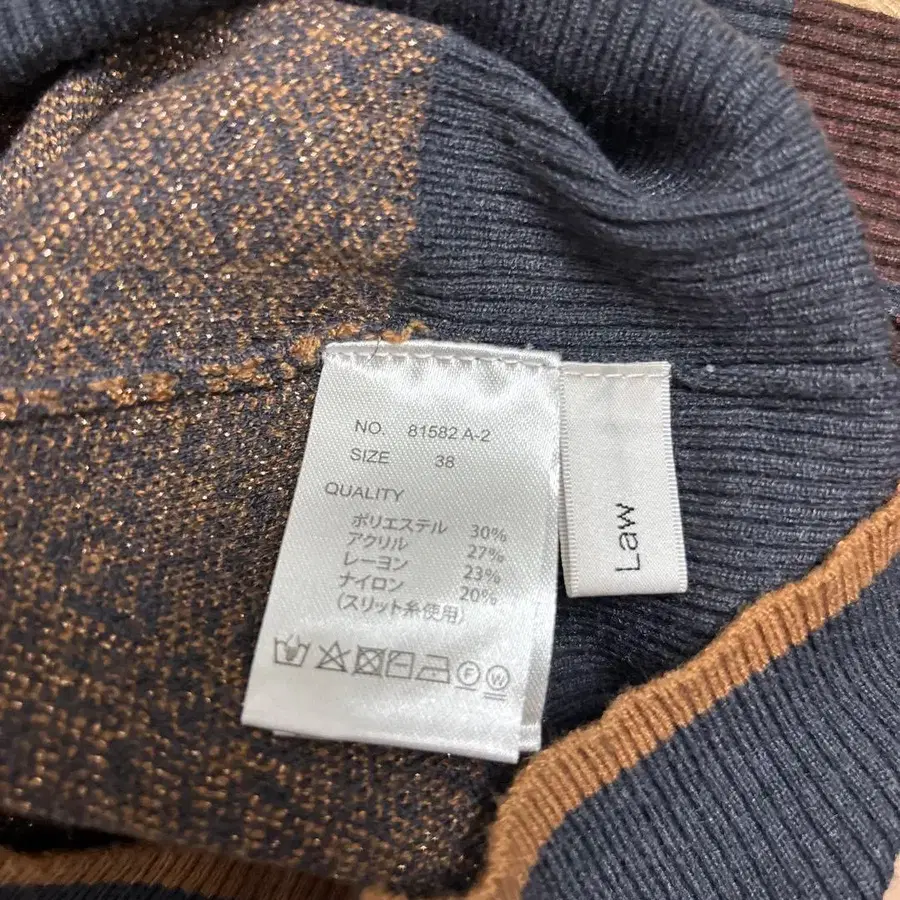 NO. 81582 A-2
SIZE 38
QUALITY
ポリエステル 30%
アクリル 27%
レーヨン 23%
ナイロン 20%
(スリット糸使用)
F W
Law